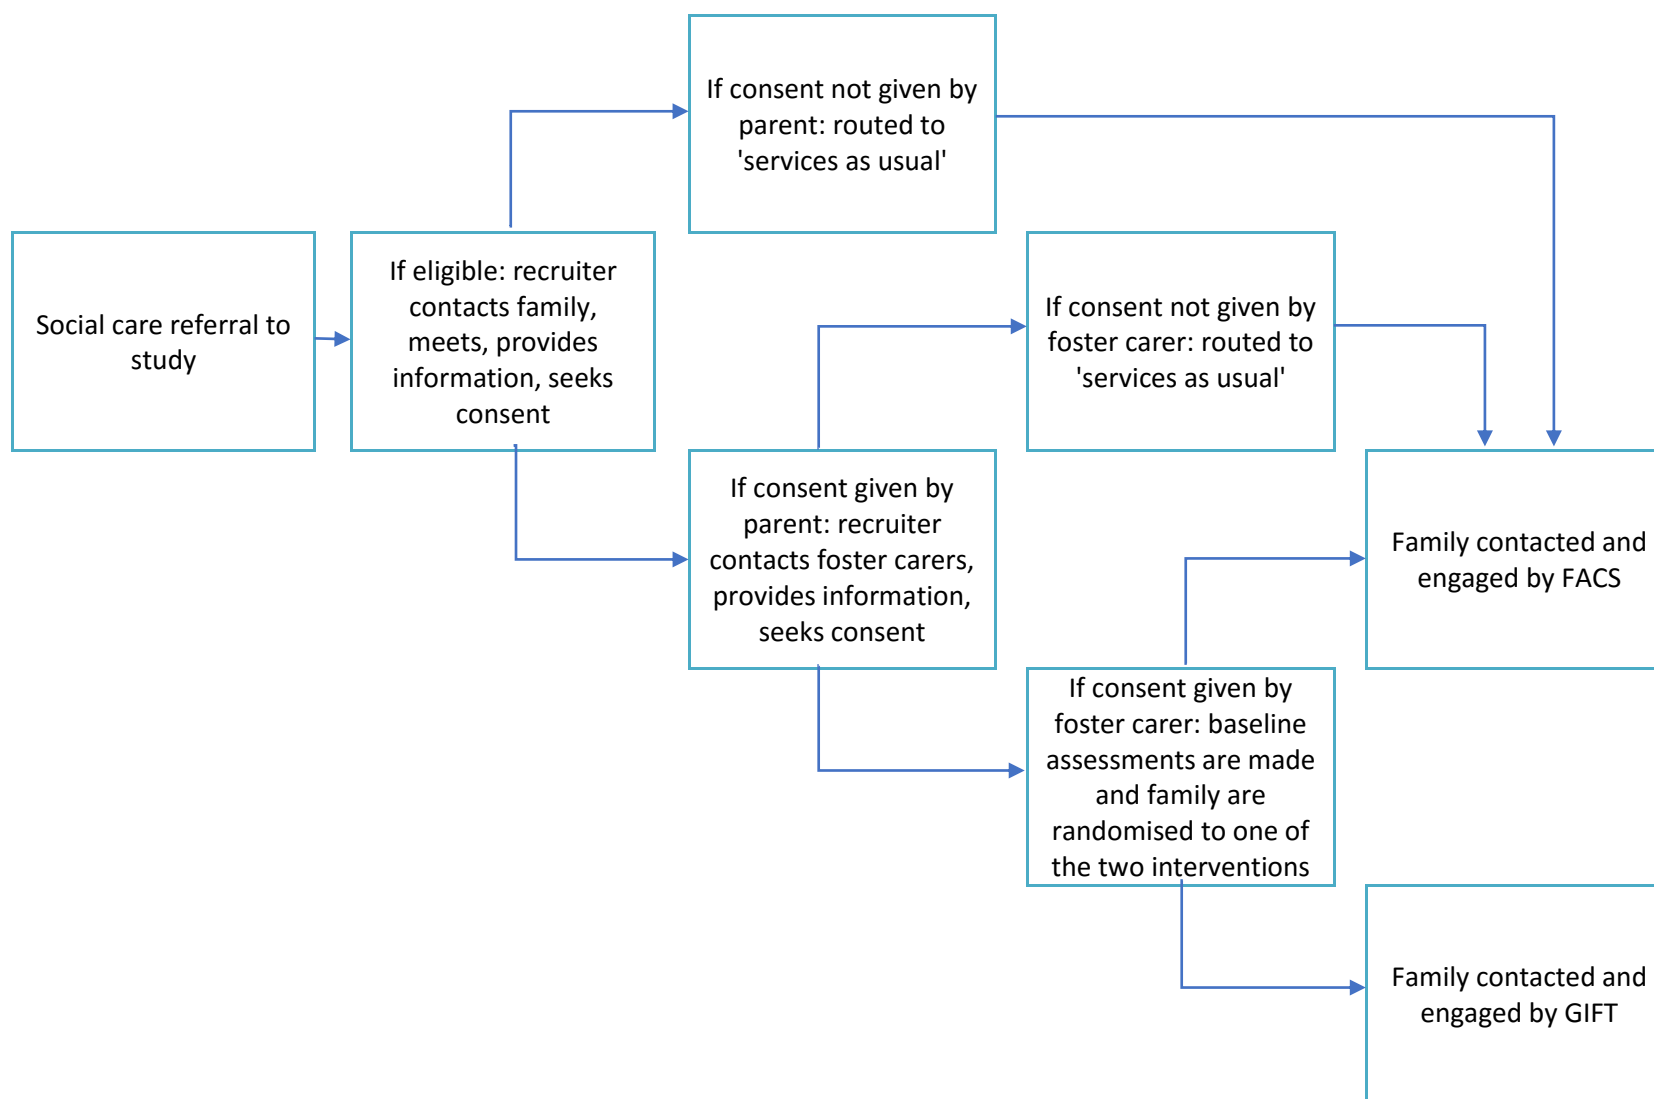 If consent not given by
parent: routed to
'services as usual'
Social care referral to
study
If eligible: recruiter
contacts family,
meets, provides
information, seeks
consent
If consent not given by
foster carer: routed to
'services as usual'
If consent given by
parent: recruiter
contacts foster carers,
provides information,
seeks consent
Family contacted and
engaged by FACS
If consent given by
foster carer: baseline
assessments are made
and family are
randomised to one of
the two interventions
Family contacted and
engaged by GIFT